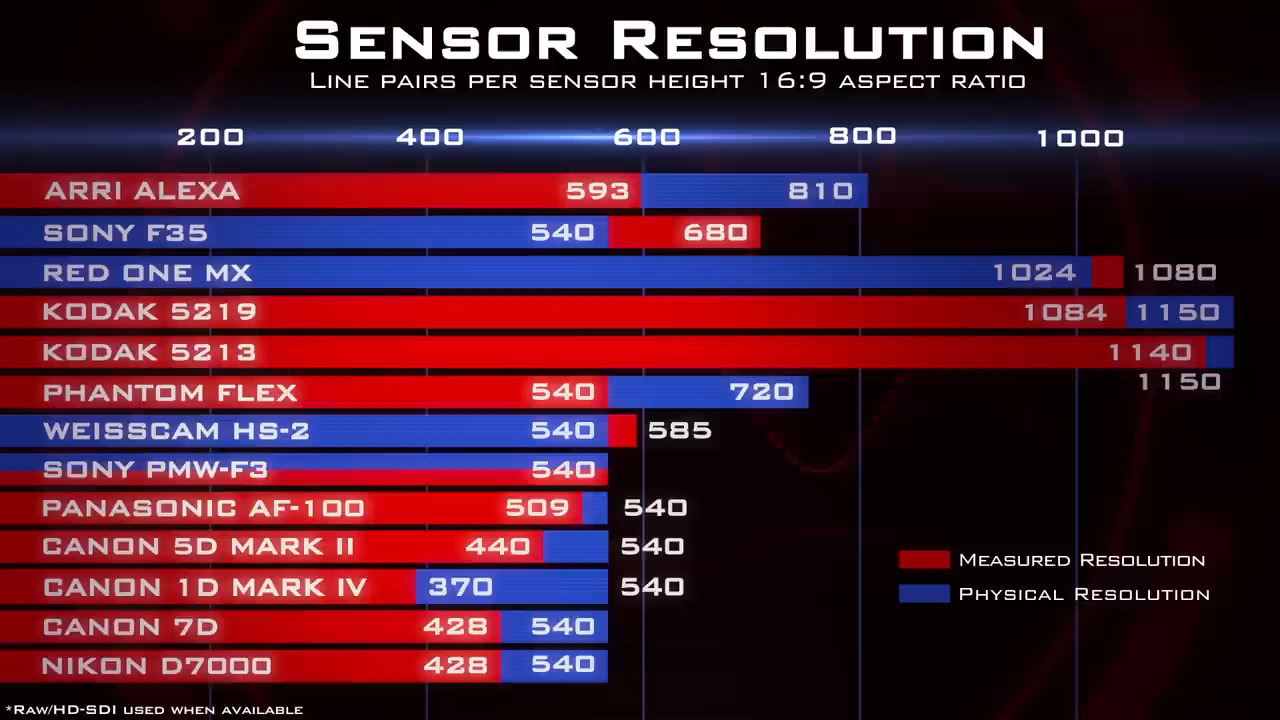 Sensor Resolution
Line pairs per sensor height 16:9 aspect ratio
200 400 600 800 1000
ARRI ALEXA 593 810
SONY F35 540 680
RED ONE MX 1024 1080
KODAK 5219 1084 1150
KODAK 5213 1140
1150
PHANTOM FLEX 540 720
WEISSCAM HS-2 540 585
SONY PMW-F3 540
PANASONIC AF-100 509 540
CANON 5D MARK II 440 540
Measured Resolution
CANON 1D MARK IV 370 540
Physical Resolution
CANON 7D 428 540
NIKON D7000 428 540
*Raw/HD-SDI used when available